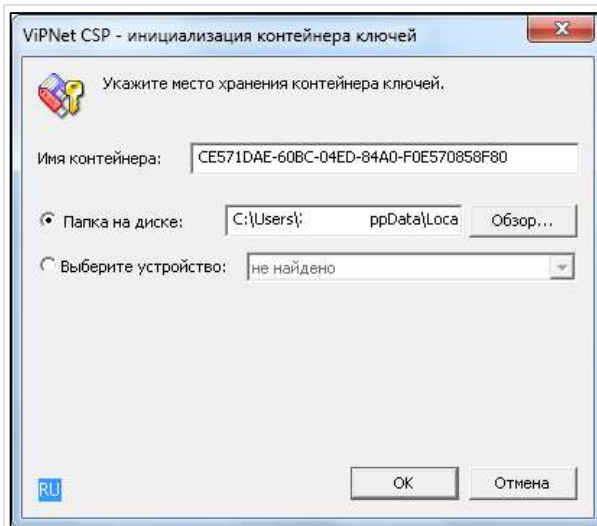 ViPNet CSP - инициализация контейнера ключей
Укажите место хранения контейнера ключей.
Имя контейнера: CE571DAE-60BC-04ED-84A0-F0E570858F80
Папка на диске: C:\Users\ ppData\Loca Обзор...
Выберите устройство: не найдено
RU OK Отмена